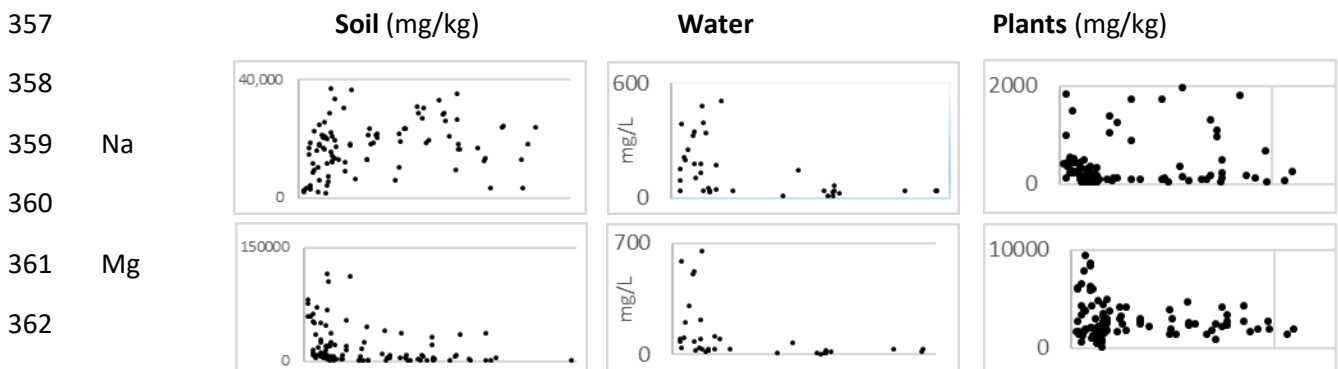 357 Soil (mg/kg) Water Plants (mg/kg)
358
40,000 600 2000
359 Na
mg/L
360
0 0 0
150000 700 10000
361 Mg
mg/L
362
0 0 0